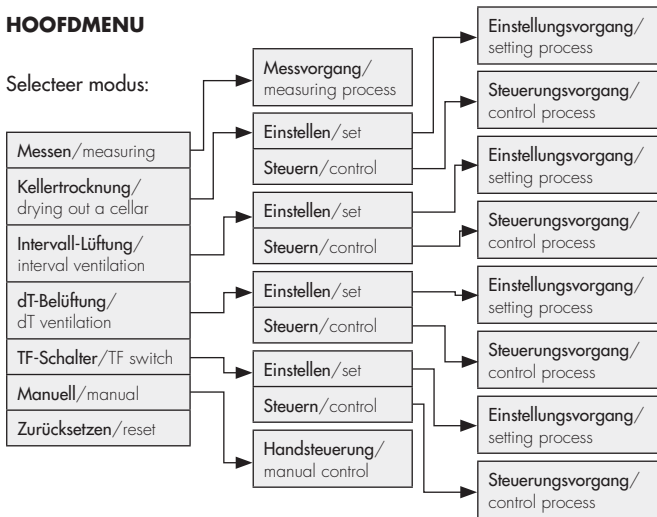 HOOFDMENU
Selecteer modus:
Messen/measuring
Kellertrocknung/
drying out a cellar
Intervall-Lüftung/
interval ventilation
dT-Belüftung/
dT ventilation
TF-Schalter/TF switch
Manuell/manual
Zurücksetzen/reset
Messvorgang/
measuring process
Einstellen/set
Steuern/control
Einstellen/set
Steuern/control
Einstellen/set
Steuern/control
Einstellen/set
Steuern/control
Handsteuerung/
manual control
Einstellungsvorgang/
setting process
Steuerungsvorgang/
control process
Einstellungsvorgang/
setting process
Steuerungsvorgang/
control process
Einstellungsvorgang/
setting process
Steuerungsvorgang/
control process
Einstellungsvorgang/
setting process
Steuerungsvorgang/
control process